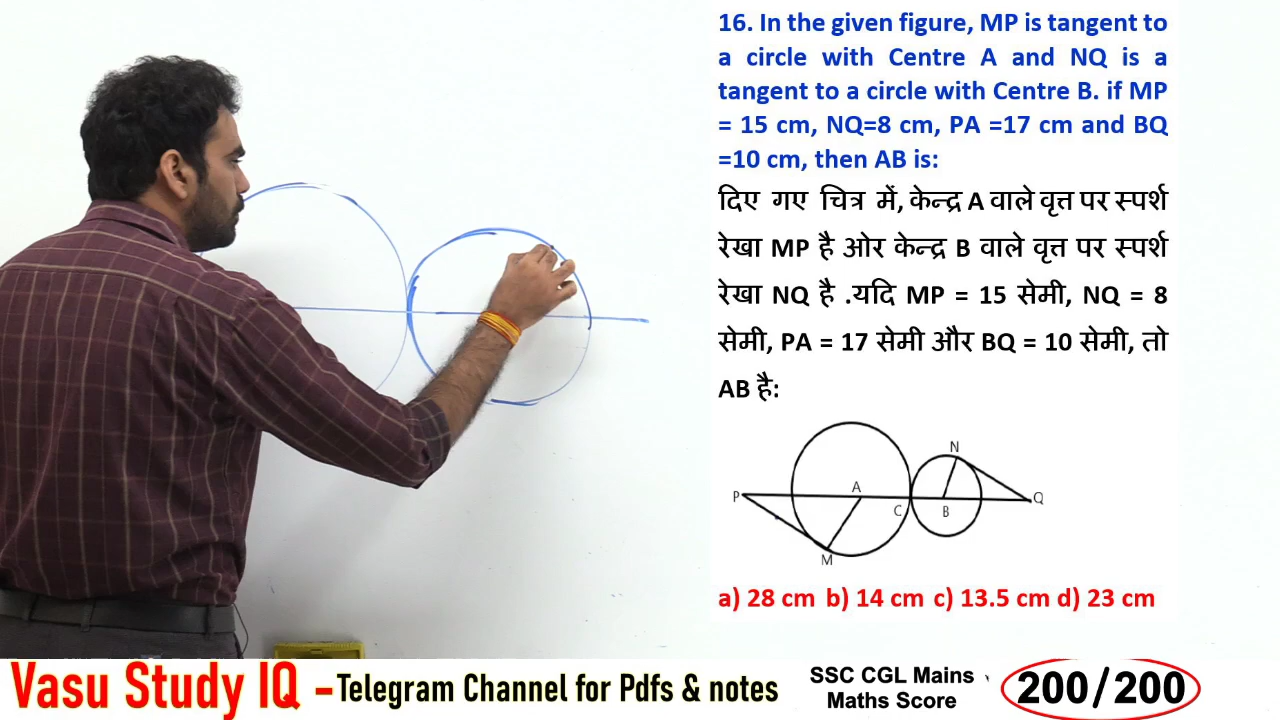 16. In the given figure, MP is tangent to
a circle with Centre A and NQ is a
tangent to a circle with Centre B. if MP
= 15 cm, NQ=8 cm, PA =17 cm and BQ
=10 cm, then AB is:
दिए गए चित्र में, केन्द्र A वाले वृत्त पर स्पर्श
रेखा MP है ओर केन्द्र B वाले वृत्त पर स्पर्श
रेखा NQ है .यदि MP = 15 सेमी, NQ = 8
सेमी, PA = 17 सेमी और BQ = 10 सेमी, तो
AB है:
N
P A C B Q
M
a) 28 cm b) 14 cm c) 13.5 cm d) 23 cm
Vasu Study IQ - Telegram Channel for Pdfs & notes
SSC CGL Mains
Maths Score
200/200